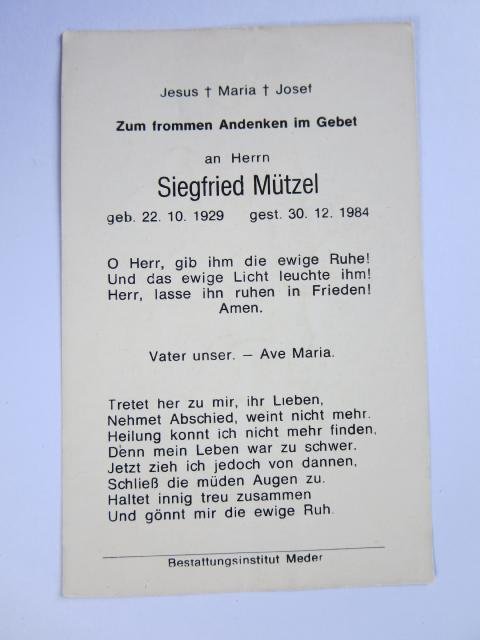 Jesus † Maria † Josef
Zum frommen Andenken im Gebet
an Herrn
Siegfried Mützel
geb. 22. 10. 1929 gest. 30. 12. 1984
O Herr, gib ihm die ewige Ruhe!
Und das ewige Licht leuchte ihm!
Herr, lasse ihn ruhen in Frieden!
Amen.
Vater unser. – Ave Maria.
Tretet her zu mir, ihr Lieben,
Nehmet Abschied, weint nicht mehr.
Heilung konnt ich nicht mehr finden,
Denn mein Leben war zu schwer.
Jetzt zieh ich jedoch von dannen,
Schließ die müden Augen zu.
Haltet innig treu zusammen
Und gönnt mir die ewige Ruh.
Bestattungsinstitut Meder